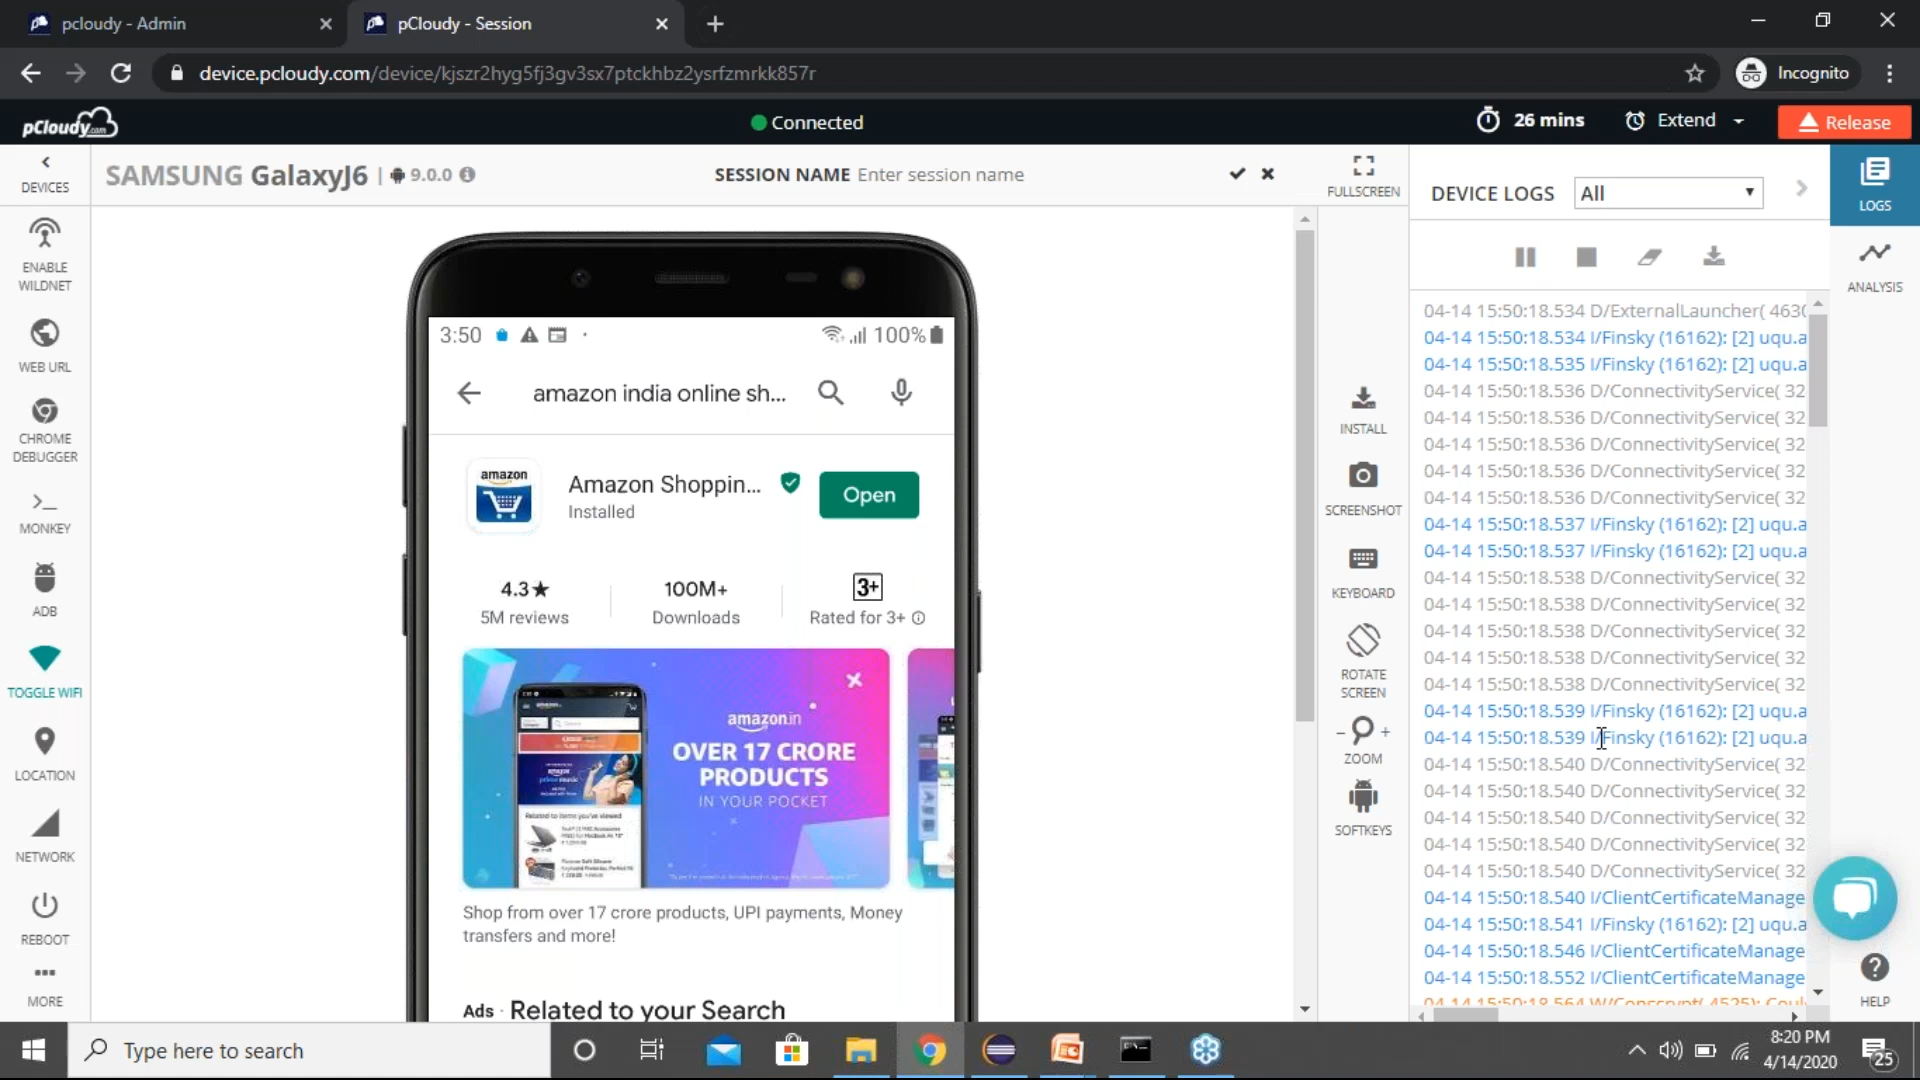 pcloudy - Admin
pCloudy - Session
device.pcloudy.com/device/kjszr2hyg5fj3gv3sx7ptckhbz2ysrfzmrkk857r
Incognito
pCloudy.com
Connected
26 mins
Extend
Release
DEVICES
SAMSUNG GalaxyJ6 | 9.0.0
SESSION NAME Enter session name
FULLSCREEN
DEVICE LOGS
All
LOGS
ANALYSIS
ENABLE
WILDNET
WEB URL
CHROME
DEBUGGER
MONKEY
ADB
TOGGLE WIFI
LOCATION
NETWORK
REBOOT
MORE
3:50
100%
amazon india online sh...
amazon
Amazon Shoppin...
Installed
Open
4.3★
5M reviews
100M+
Downloads
3+
Rated for 3+
amazon.in
OVER 17 CRORE
PRODUCTS
IN YOUR POCKET
Related to items you've viewed
Shop from over 17 crore products, UPI payments, Money
transfers and more!
Ads · Related to your Search
INSTALL
SCREENSHOT
KEYBOARD
ROTATE
SCREEN
ZOOM
SOFTKEYS
04-14 15:50:18.534 D/ExternalLauncher( 4630
04-14 15:50:18.534 I/Finsky (16162): [2] uqu.a
04-14 15:50:18.535 I/Finsky (16162): [2] uqu.a
04-14 15:50:18.536 D/ConnectivityService( 32
04-14 15:50:18.536 D/ConnectivityService( 32
04-14 15:50:18.536 D/ConnectivityService( 32
04-14 15:50:18.536 D/ConnectivityService( 32
04-14 15:50:18.536 D/ConnectivityService( 32
04-14 15:50:18.537 I/Finsky (16162): [2] uqu.a
04-14 15:50:18.537 I/Finsky (16162): [2] uqu.a
04-14 15:50:18.538 D/ConnectivityService( 32
04-14 15:50:18.538 D/ConnectivityService( 32
04-14 15:50:18.538 D/ConnectivityService( 32
04-14 15:50:18.538 D/ConnectivityService( 32
04-14 15:50:18.538 D/ConnectivityService( 32
04-14 15:50:18.539 I/Finsky (16162): [2] uqu.a
04-14 15:50:18.539 I/Finsky (16162): [2] uqu.a
04-14 15:50:18.540 D/ConnectivityService( 32
04-14 15:50:18.540 D/ConnectivityService( 32
04-14 15:50:18.540 D/ConnectivityService( 32
04-14 15:50:18.540 D/ConnectivityService( 32
04-14 15:50:18.540 D/ConnectivityService( 32
04-14 15:50:18.540 I/ClientCertificateManage
04-14 15:50:18.541 I/Finsky (16162): [2] uqu.a
04-14 15:50:18.546 I/ClientCertificateManage
04-14 15:50:18.552 I/ClientCertificateManage
04-14 15:50:18.564 W/Conscrypt( 4525): Coul
HELP
Type here to search
8:20 PM
4/14/2020
25